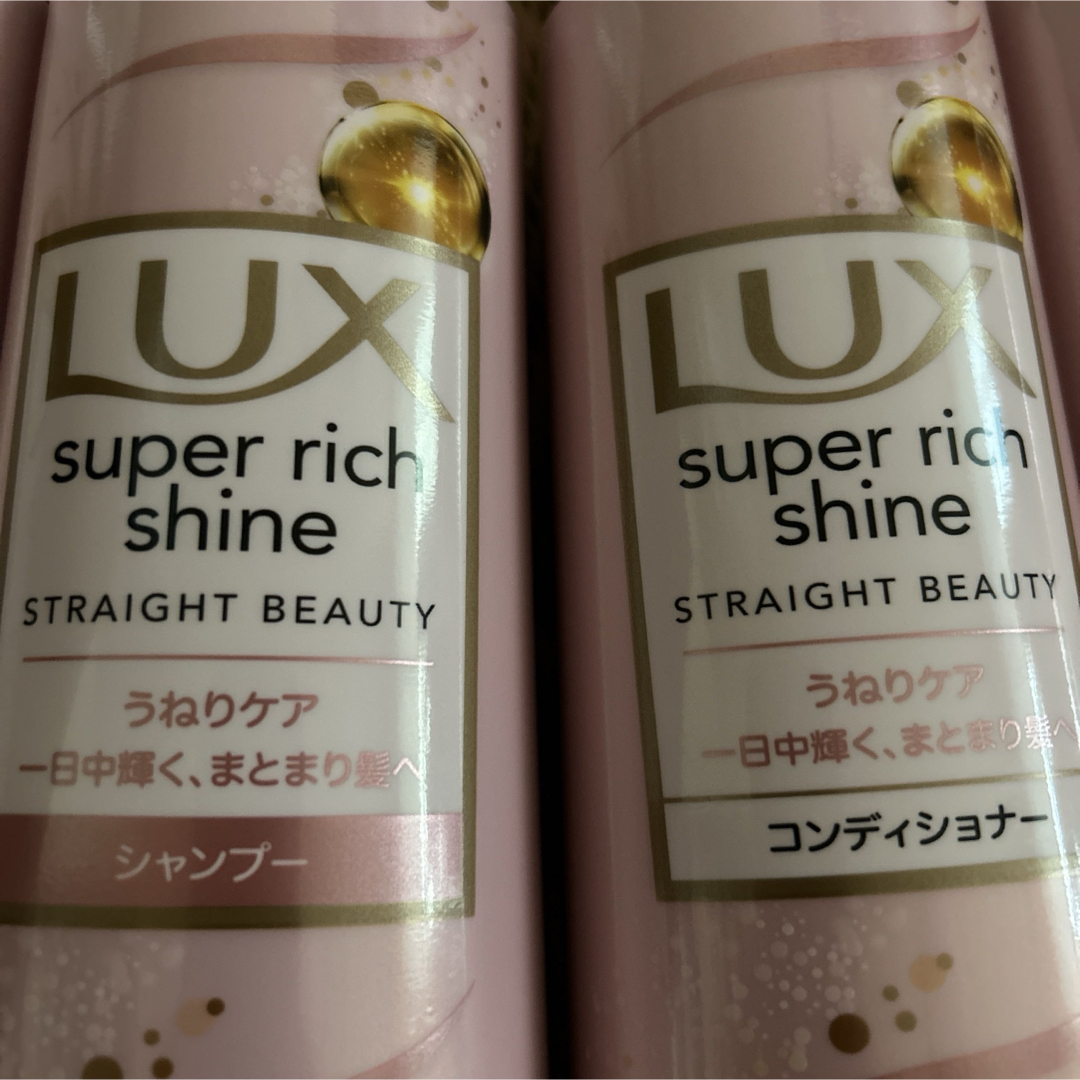 LUX
super rich
shine
STRAIGHT BEAUTY
うねりケア
一日中輝く、まとまり髪へ
シャンプー
LUX
super rich
shine
STRAIGHT BEAUTY
うねりケア
一日中輝く、まとまり髪へ
コンディショナー